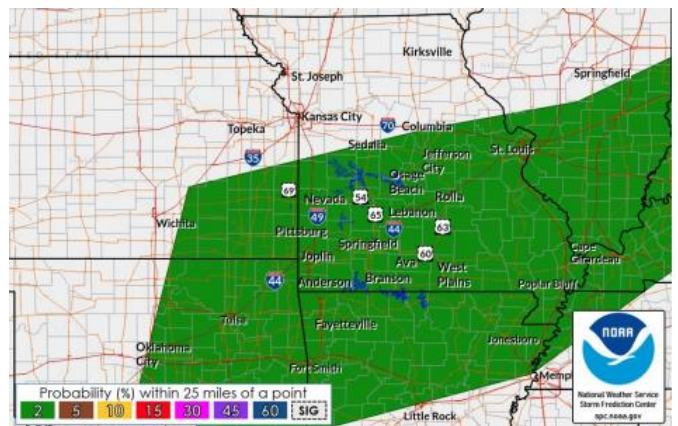 Kirksville
St. Joseph
Springfield
Kansas City
70
Columbia
Topeka
35
Sedalia
Jefferson
City
St. Louis
Osage
Beach
69
Nevada
54
Rolla
49
65
Lebanon
63
Wichita
Pittsburg
44
Springfield
60
Cape
Girardeau
Joplin
Ava
West
Plains
44
Anderson
Branson
Poplar Bluff
Tulsa
Fayetteville
Jonesboro
Oklahoma
City
Fort Smith
Memp
Little Rock
Probability (%) within 25 miles of a point
2 5 10 15 30 45 60 SIG
NOAA
National Weather Service
Storm Prediction Center
spc.noaa.gov